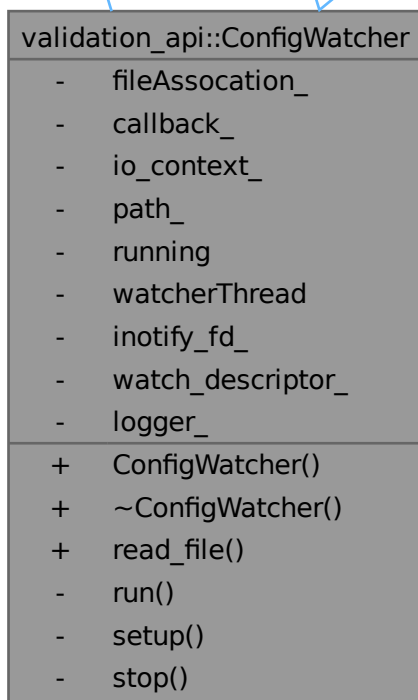 validation_api::ConfigWatcher
- fileAssocation_
- callback_
- io_context_
- path_
- running
- watcherThread
- inotify_fd_
- watch_descriptor_
- logger_
+ ConfigWatcher()
+ ~ConfigWatcher()
+ read_file()
- run()
- setup()
- stop()